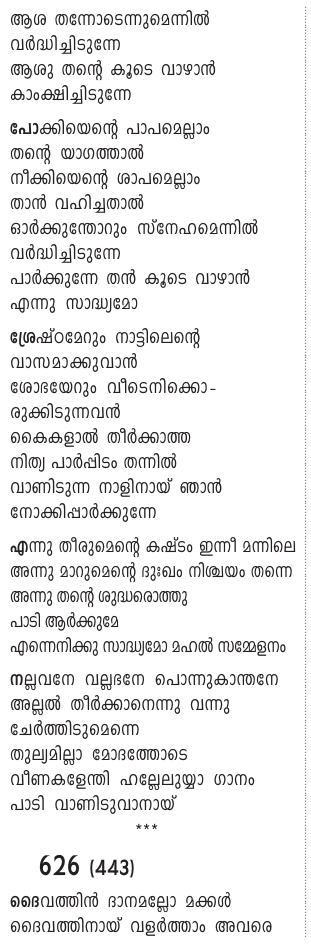 ആശ തന്നോടെന്നുമെന്നിൽ
വർദ്ധിച്ചിടുന്നേ
ആശു തന്റെ കൂടെ വാഴാൻ
കാംക്ഷിച്ചിടുന്നേ
പോക്കിയെന്റെ പാപമെല്ലാം
തന്റെ യാഗത്താൽ
നീക്കിയെന്റെ ശാപമെല്ലാം
താൻ വഹിച്ചതാൽ
ഓർക്കുന്തോറും സ്നേഹമെന്നിൽ
വർദ്ധിച്ചിടുന്നേ
പാർക്കുന്നേ തൻ കൂടെ വാഴാൻ
എന്നു സാദ്ധ്യമോ
ശ്രേഷ്ഠമേറും നാട്ടിലെന്റെ
വാസമാക്കുവാൻ
ശോഭയേറും വീടെനിക്കൊ-
രുക്കിടുന്നവൻ
കൈകളാൽ തീർക്കാത്ത
നിത്യ പാർപ്പിടം തന്നിൽ
വാണിടുന്ന നാളിനായ് ഞാൻ
നോക്കിപ്പാർക്കുന്നേ
എന്നു തീരുമെന്റെ കഷ്ടം ഇന്നീ മന്നിലെ
അന്നു മാറുമെന്റെ ദുഃഖം നിശ്ചയം തന്നെ
അന്നു തന്റെ ശുദ്ധരൊത്തു
പാടി ആർക്കുമേ
എന്നെനിക്കു സാദ്ധ്യമോ മഹൽ സമ്മേളനം
നല്ലവനേ വല്ലഭനേ പൊന്നുകാന്തനേ
അല്ലൽ തീർക്കാനെന്നു വന്നു
ചേർത്തിടുമെന്നെ
തുല്യമില്ലാ മോദത്തോടെ
വീണകളേന്തി ഹല്ലേലുയ്യാ ഗാനം
പാടി വാണിടുവാനായ്
***
626 (443)
ദൈവത്തിൻ ദാനമല്ലോ മക്കൾ
ദൈവത്തിനായ് വളർത്താം അവരെ